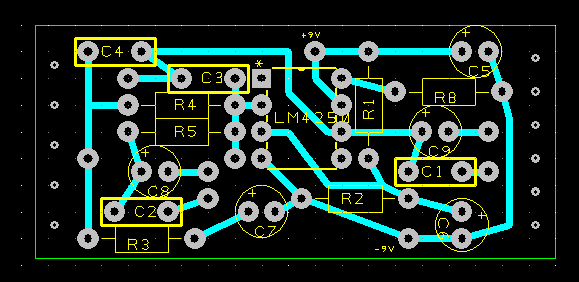 +9V
C4
+
C5
*
C3
R8
R4
LM4250
R1
R5
+
C9
C1
C8
+
C2
R2
+
C7
+
C6
R3
-9V